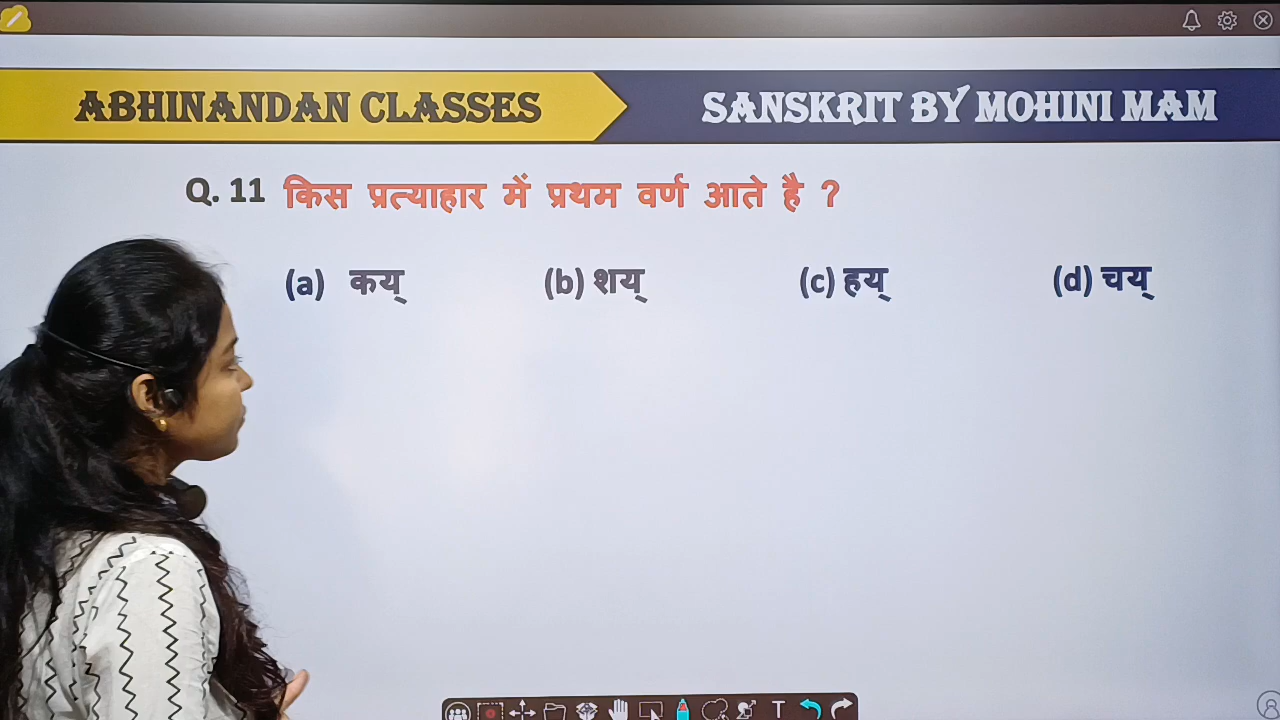 ABHINANDAN CLASSES
SANSKRIT BY MOHINI MAM
Q. 11 किस प्रत्याहार में प्रथम वर्ण आते है ?
(a) कय् (b) शय् (c) हय् (d) चय्
T